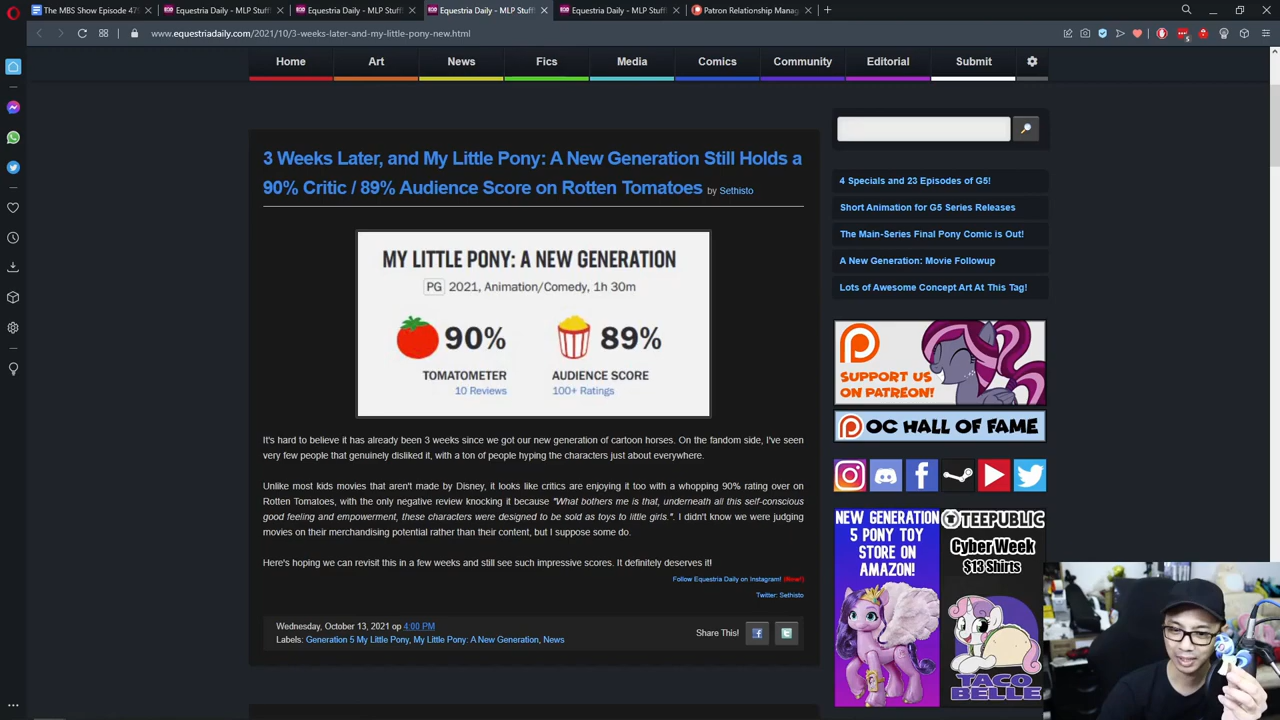 The MBS Show Episode 47
Equestria Daily - MLP Stuff!
Equestria Daily - MLP Stuff!
Equestria Daily - MLP Stuff!
Equestria Daily - MLP Stuff!
Patron Relationship Mana
www.equestriadaily.com/2021/10/3-weeks-later-and-my-little-pony-new.html
Home Art News Fics Media Comics Community Editorial Submit
3 Weeks Later, and My Little Pony: A New Generation Still Holds a
90% Critic / 89% Audience Score on Rotten Tomatoes by Sethisto
MY LITTLE PONY: A NEW GENERATION
PG 2021, Animation/Comedy, 1h 30m
90% 89%
TOMATOMETER AUDIENCE SCORE
10 Reviews 100+ Ratings
It's hard to believe it has already been 3 weeks since we got our new generation of cartoon horses. On the fandom side, I've seen
very few people that genuinely disliked it, with a ton of people hyping the characters just about everywhere.
Unlike most kids movies that aren't made by Disney, it looks like critics are enjoying it too with a whopping 90% rating over on
Rotten Tomatoes, with the only negative review knocking it because "What bothers me is that, underneath all this self-conscious
good feeling and empowerment, these characters were designed to be sold as toys to little girls.". I didn't know we were judging
movies on their merchandising potential rather than their content, but I suppose some do.
Here's hoping we can revisit this in a few weeks and still see such impressive scores. It definitely deserves it!
Follow Equestria Daily on Instagram! (New!)
Twitter: Sethisto
Wednesday, October 13, 2021 op 4:00 PM
Labels: Generation 5 My Little Pony, My Little Pony: A New Generation, News
Share This!
4 Specials and 23 Episodes of G5!
Short Animation for G5 Series Releases
The Main-Series Final Pony Comic is Out!
A New Generation: Movie Followup
Lots of Awesome Concept Art At This Tag!
SUPPORT US
ON PATREON!
OC HALL OF FAME
NEW GENERATION
5 PONY TOY
STORE ON
AMAZON!
TEEPUBLIC
Cyber Week
$13 Shirts
TACO
BELLE